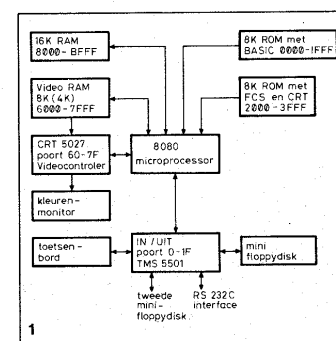 16K RAM
8000-BFFF
8K ROM met
BASIC 0000-1FFF
Video RAM
8K (4K)
6000-7FFF
8K ROM met
FCS en CRT
2000-3FFF
CRT 5027
poort 60-7F
Videocontroler
8080
microprocessor
kleuren-
monitor
toetsen-
bord
IN / UIT
poort 0-1F
TMS 5501
mini
floppydisk
tweede
mini-
floppydisk
RS 232C
interface
1